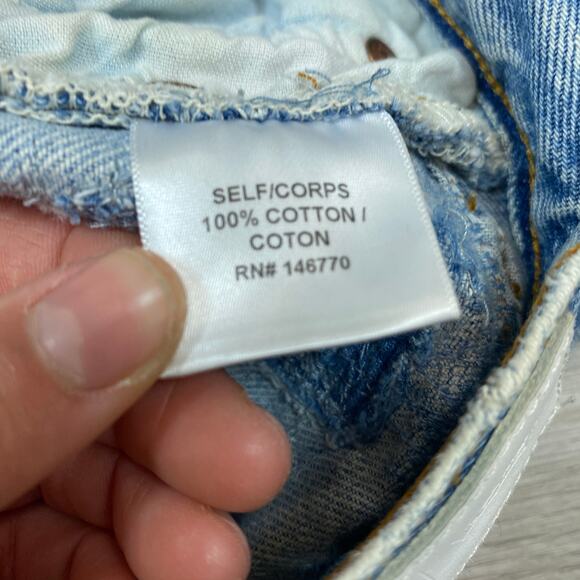 SELF/CORPS
100% COTTON /
COTON
RN# 146770